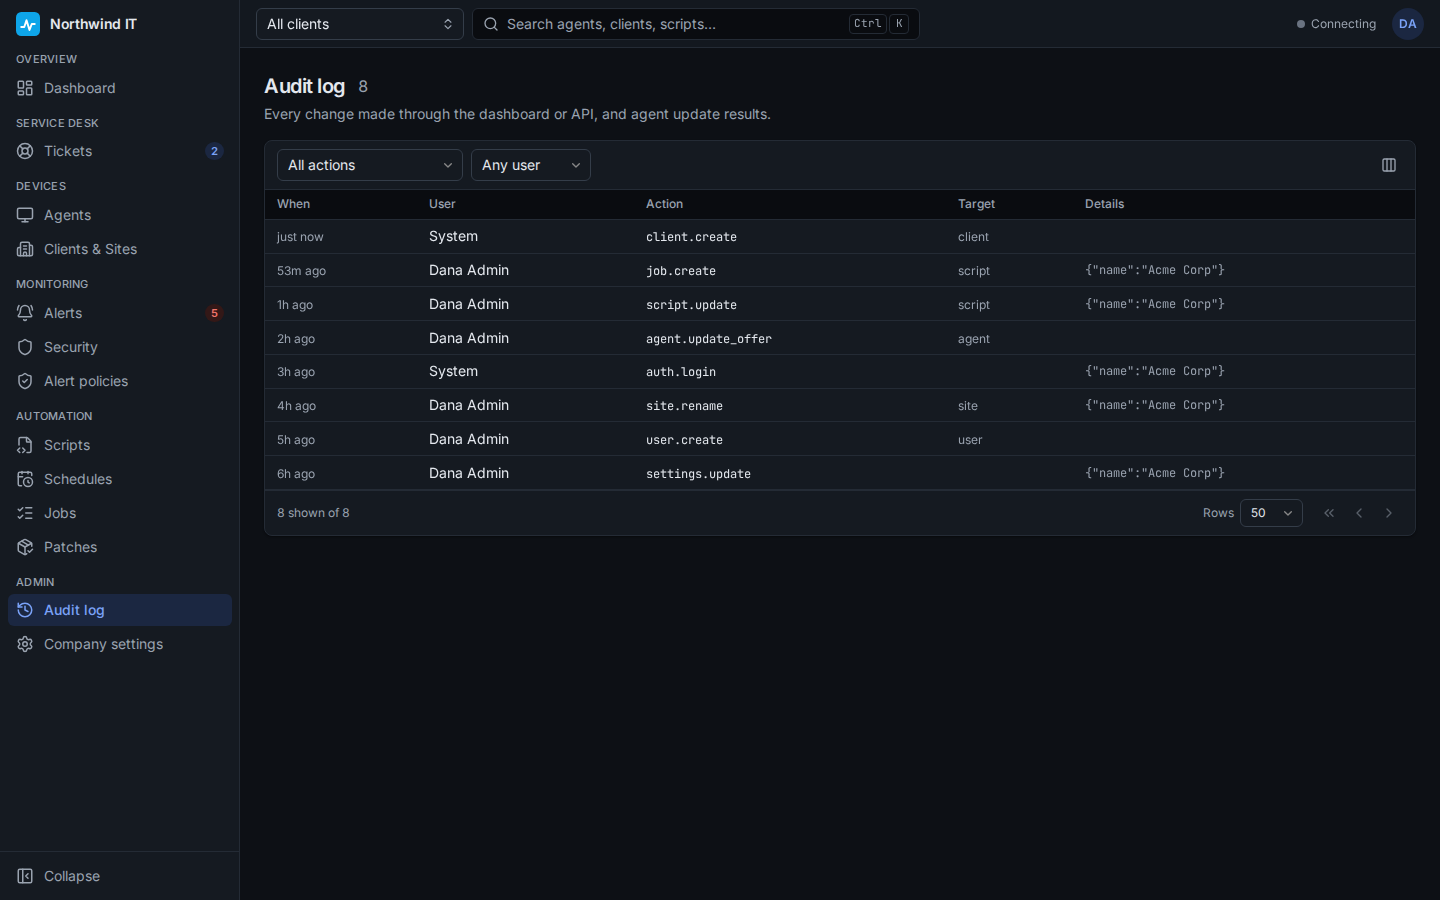 Northwind IT
All clients
Search agents, clients, scripts...
Ctrl K
Connecting
DA
OVERVIEW
Dashboard
SERVICE DESK
Tickets 2
DEVICES
Agents
Clients & Sites
MONITORING
Alerts 5
Security
Alert policies
AUTOMATION
Scripts
Schedules
Jobs
Patches
ADMIN
Audit log
Company settings
Collapse
Audit log 8
Every change made through the dashboard or API, and agent update results.
All actions
Any user
When User Action Target Details
just now System client.create client
53m ago Dana Admin job.create script {"name":"Acme Corp"}
1h ago Dana Admin script.update script {"name":"Acme Corp"}
2h ago Dana Admin agent.update_offer agent
3h ago System auth.login {"name":"Acme Corp"}
4h ago Dana Admin site.rename site {"name":"Acme Corp"}
5h ago Dana Admin user.create user
6h ago Dana Admin settings.update {"name":"Acme Corp"}
8 shown of 8
Rows 50